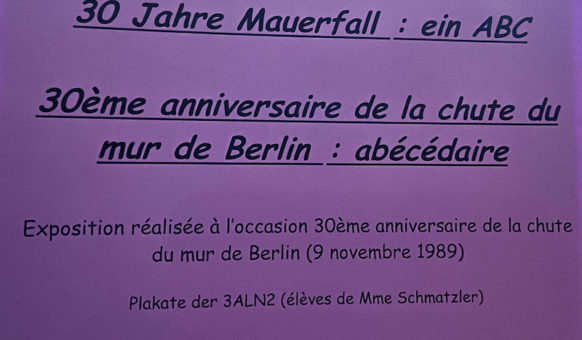 30 Jahre Mauerfall : ein ABC
30ème anniversaire de la chute du
mur de Berlin : abécédaire
Exposition réalisée à l'occasion 30ème anniversaire de la chute
du mur de Berlin (9 novembre 1989)
Plakate der 3ALN2 (élèves de Mme Schmatzler)